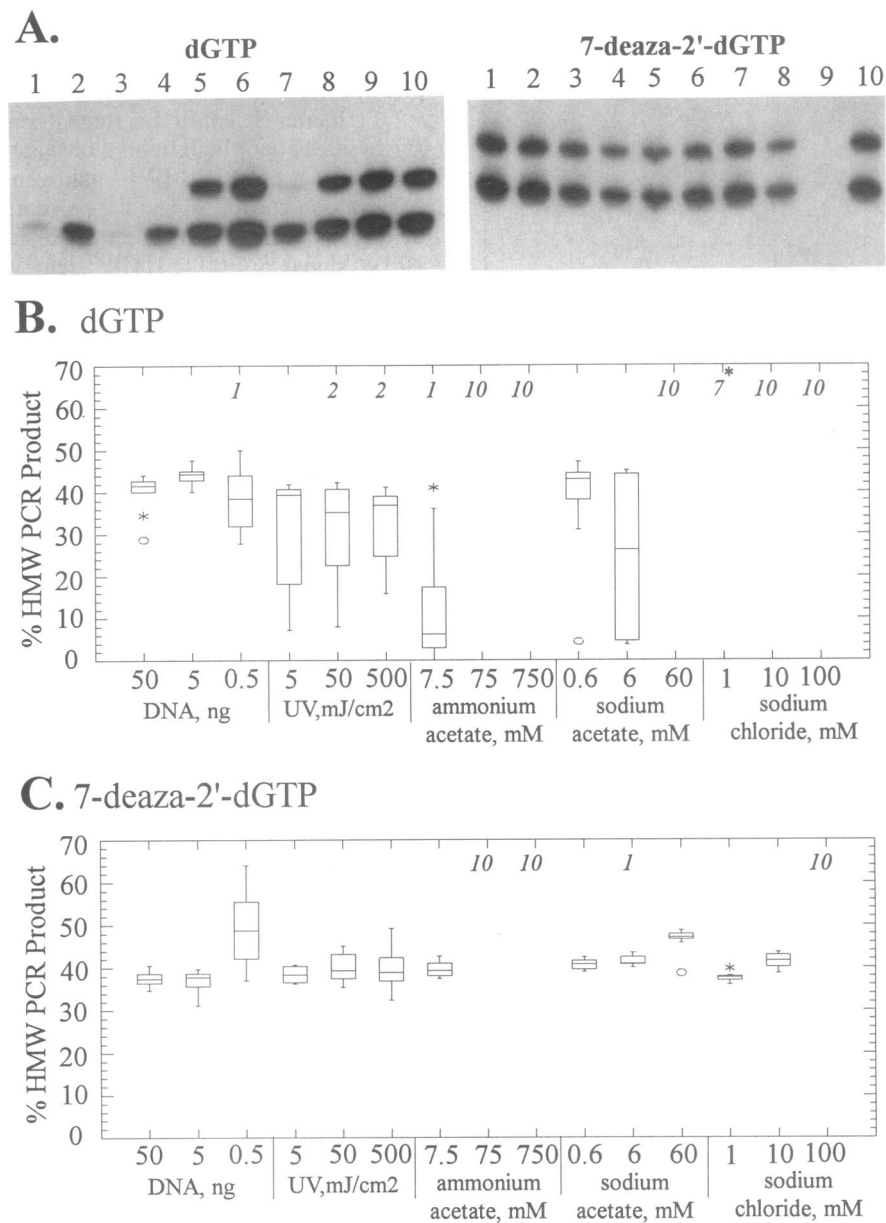 A.
dGTP
7-deaza-2'-dGTP
1 2 3 4 5 6 7 8 9 10
1 2 3 4 5 6 7 8 9 10
B. dGTP
% HMW PCR Product
70
60
50
40
30
20
10
0
1 2 2 1 10 10 10 7 * 10 10
*
*
50 5 0.5 5 50 500 7.5 75 750 0.6 6 60 1 10 100
DNA, ng UV,mJ/cm2 ammonium sodium sodium
acetate, mM acetate, mM chloride, mM
C. 7-deaza-2'-dGTP
% HMW PCR Product
70
60
50
40
30
20
10
0
10 10 1 10
*
50 5 0.5 5 50 500 7.5 75 750 0.6 6 60 1 10 100
DNA, ng UV,mJ/cm2 ammonium sodium sodium
acetate, mM acetate, mM chloride, mM